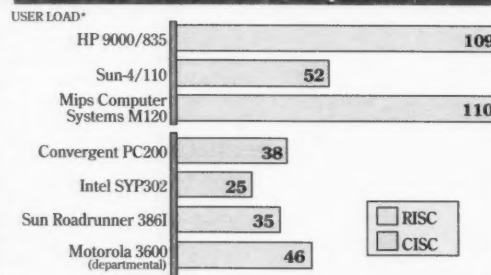 USER LOAD*
HP 9000/835 109
Sun-4/110 52
Mips Computer
Systems M120 110
Convergent PC200 38
Intel SYP302 25
Sun Roadrunner 386I 35
Motorola 3600 46
(departmental)
RISC
CISC